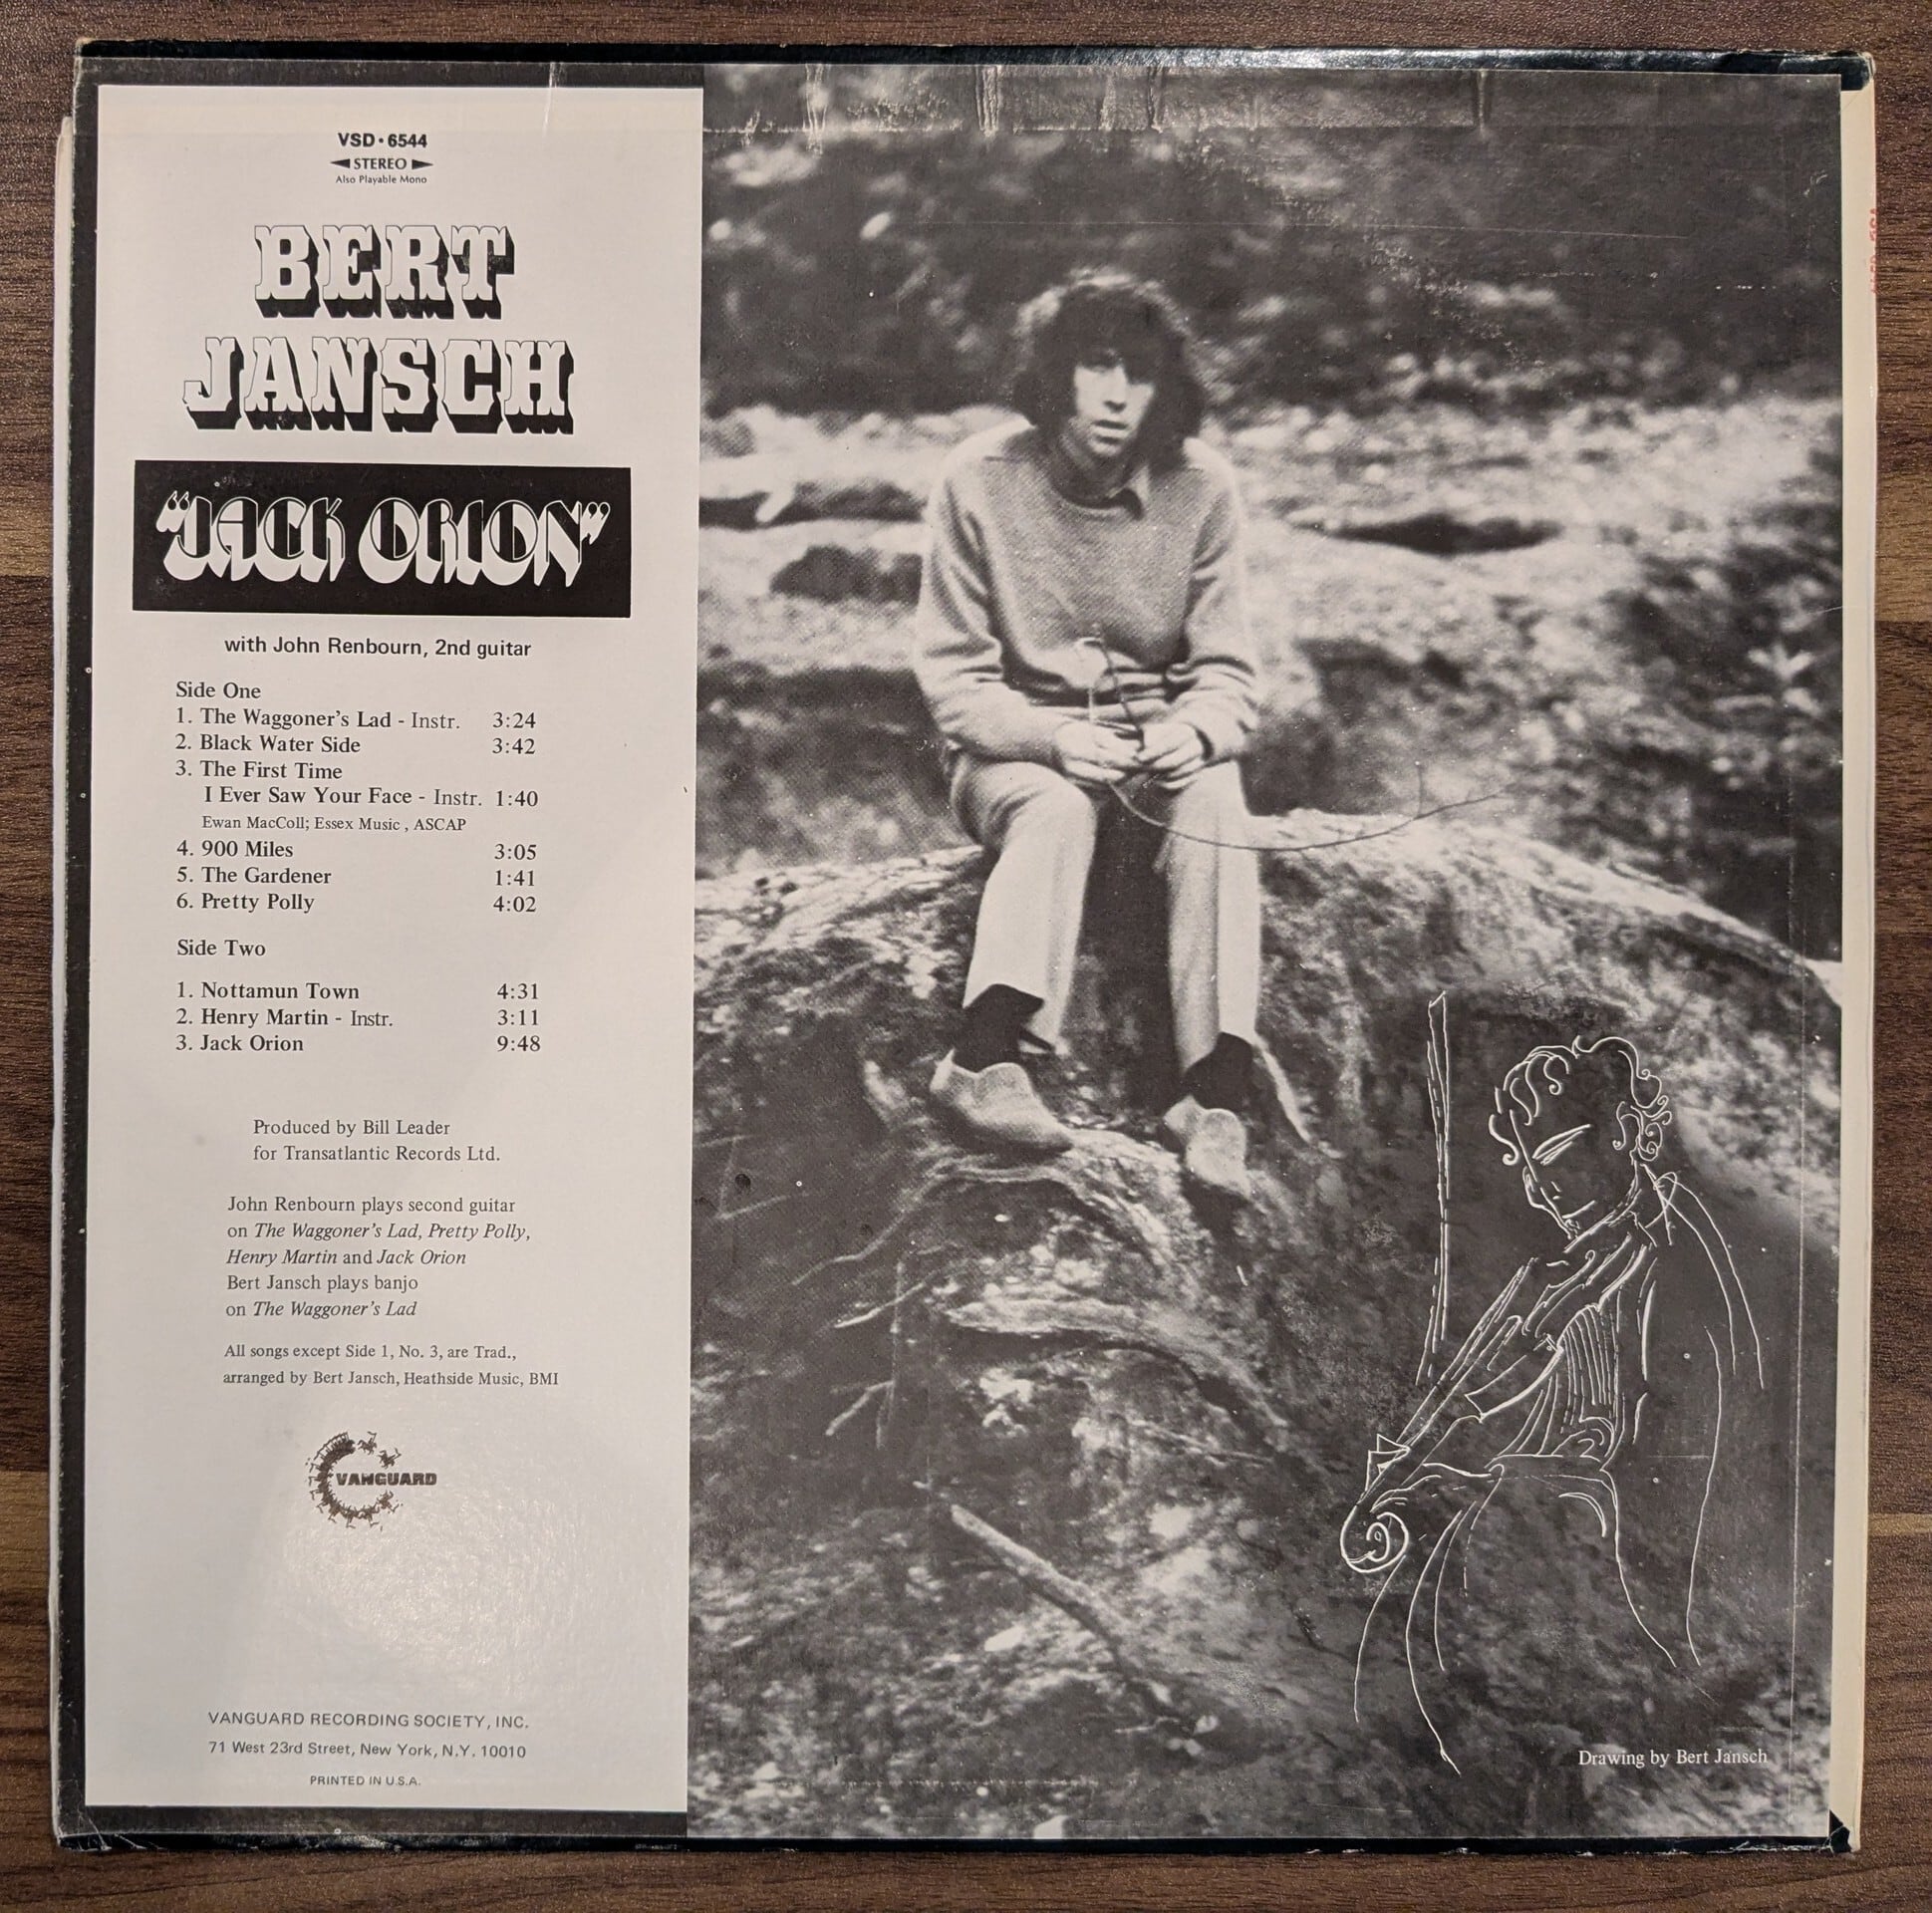 VSD • 6544
STEREO
Also Playable Mono
BERT
JANSCH
"JACK ORION"
with John Renbourn, 2nd guitar
Side One
1. The Waggoner's Lad - Instr. 3:24
2. Black Water Side 3:42
3. The First Time
I Ever Saw Your Face - Instr. 1:40
Ewan MacColl; Essex Music , ASCAP
4. 900 Miles 3:05
5. The Gardener 1:41
6. Pretty Polly 4:02
Side Two
1. Nottamun Town 4:31
2. Henry Martin - Instr. 3:11
3. Jack Orion 9:48
Produced by Bill Leader
for Transatlantic Records Ltd.
John Renbourn plays second guitar
on The Waggoner's Lad, Pretty Polly,
Henry Martin and Jack Orion
Bert Jansch plays banjo
on The Waggoner's Lad
All songs except Side 1, No. 3, are Trad.,
arranged by Bert Jansch, Heathside Music, BMI
VANGUARD
VANGUARD RECORDING SOCIETY, INC.
71 West 23rd Street, New York, N.Y. 10010
PRINTED IN U.S.A.
Drawing by Bert Jansch